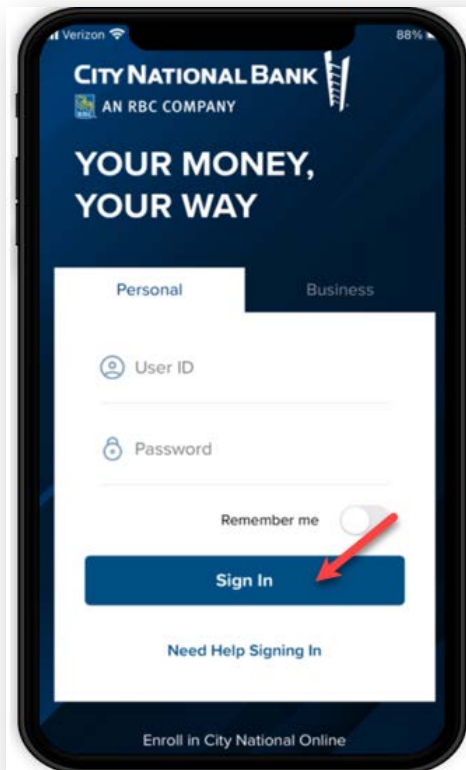 Verizon
88%
CITY NATIONAL BANK
RBC
AN RBC COMPANY
YOUR MONEY,
YOUR WAY
Personal
Business
User ID
Password
Remember me
Sign In
Need Help Signing In
Enroll in City National Online